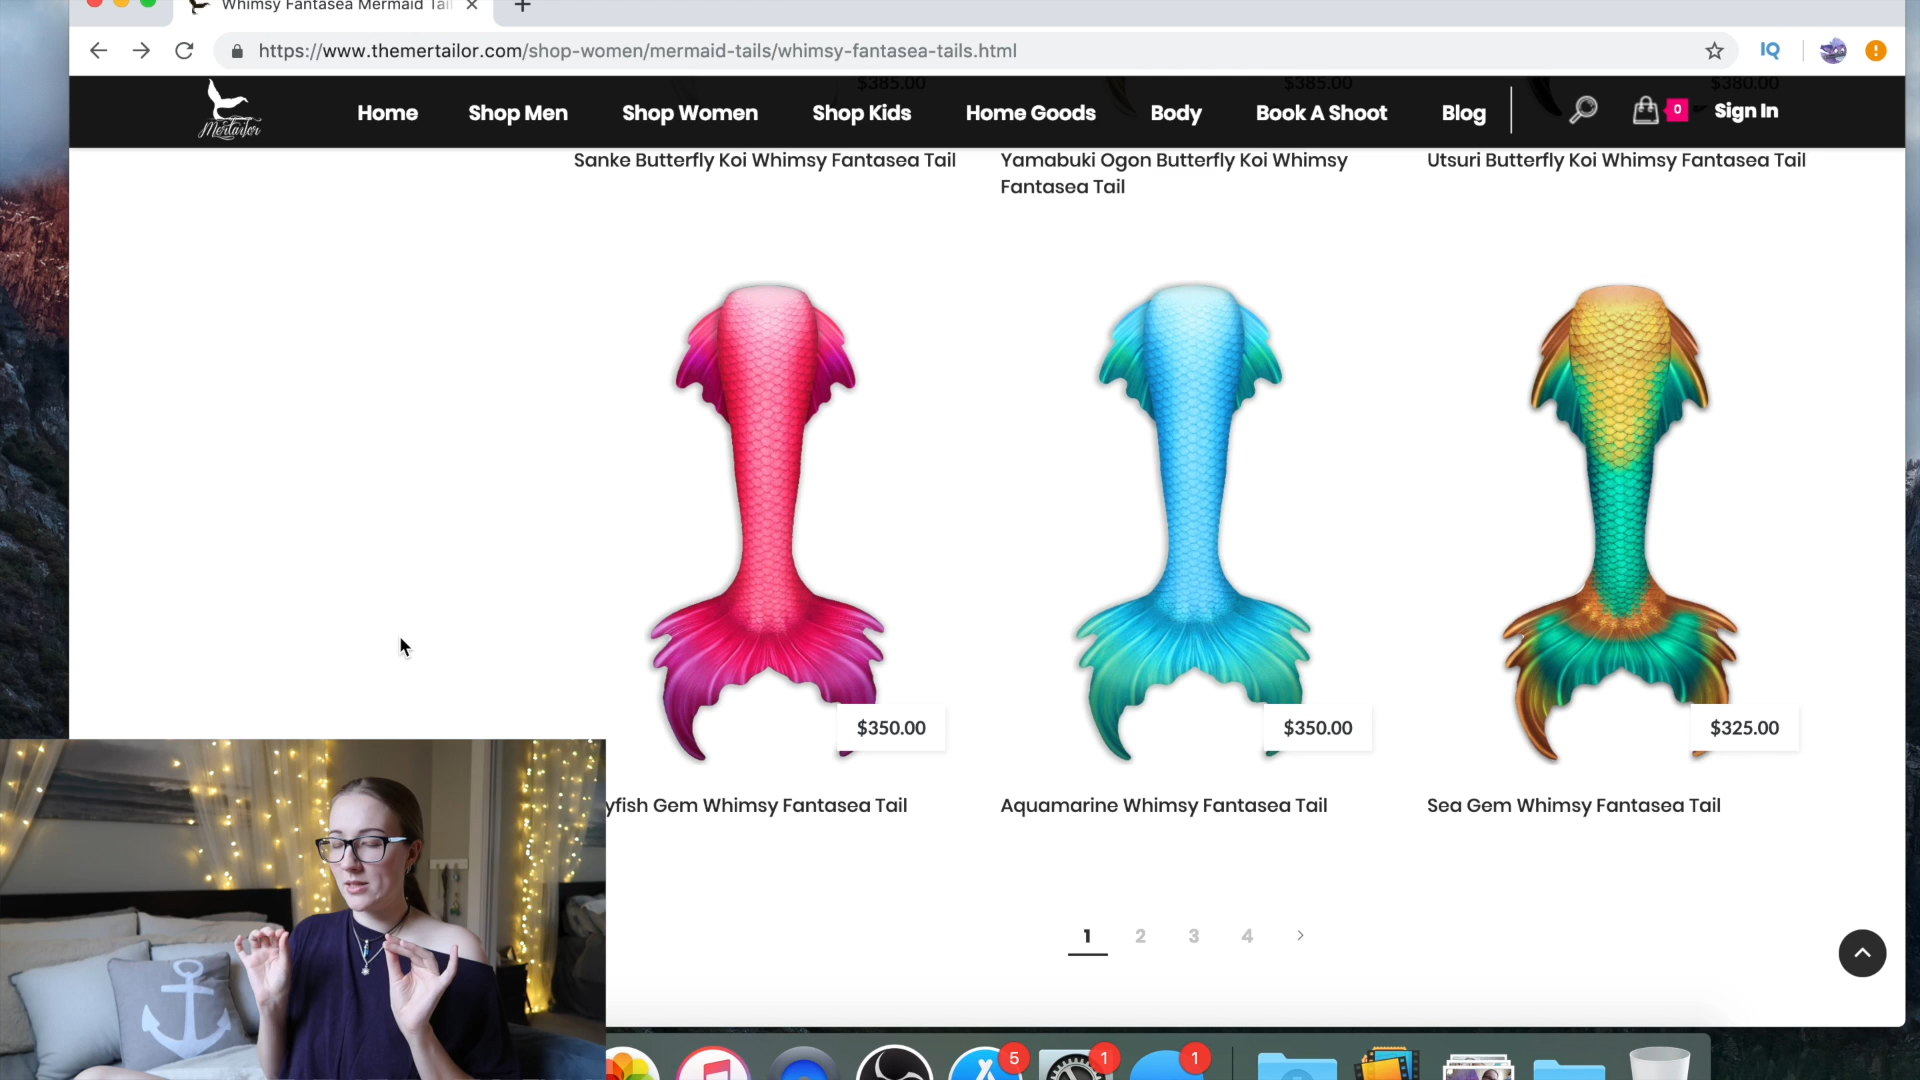 Whimsy Fantasea Mermaid Tail
https://www.themertailor.com/shop-women/mermaid-tails/whimsy-fantasea-tails.html
IQ
$385.00 $385.00 $380.00
Mertailor
Home Shop Men Shop Women Shop Kids Home Goods Body Book A Shoot Blog 0 Sign In
Sanke Butterfly Koi Whimsy Fantasea Tail
Yamabuki Ogon Butterfly Koi Whimsy
Fantasea Tail
Utsuri Butterfly Koi Whimsy Fantasea Tail
$350.00
$350.00
$325.00
yfish Gem Whimsy Fantasea Tail
Aquamarine Whimsy Fantasea Tail
Sea Gem Whimsy Fantasea Tail
1 2 3 4 >
5 1 1